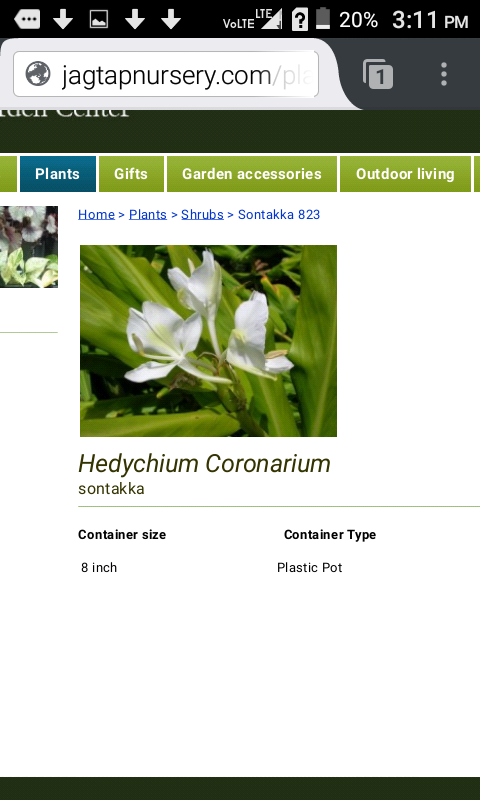 VoLTE LTE 20% 3:11 PM
jagtapnursery.com/pla
rden Center
Plants Gifts Garden accessories Outdoor living
Home > Plants > Shrubs > Sontakka 823
Hedychium Coronarium
sontakka
Container size Container Type
8 inch Plastic Pot